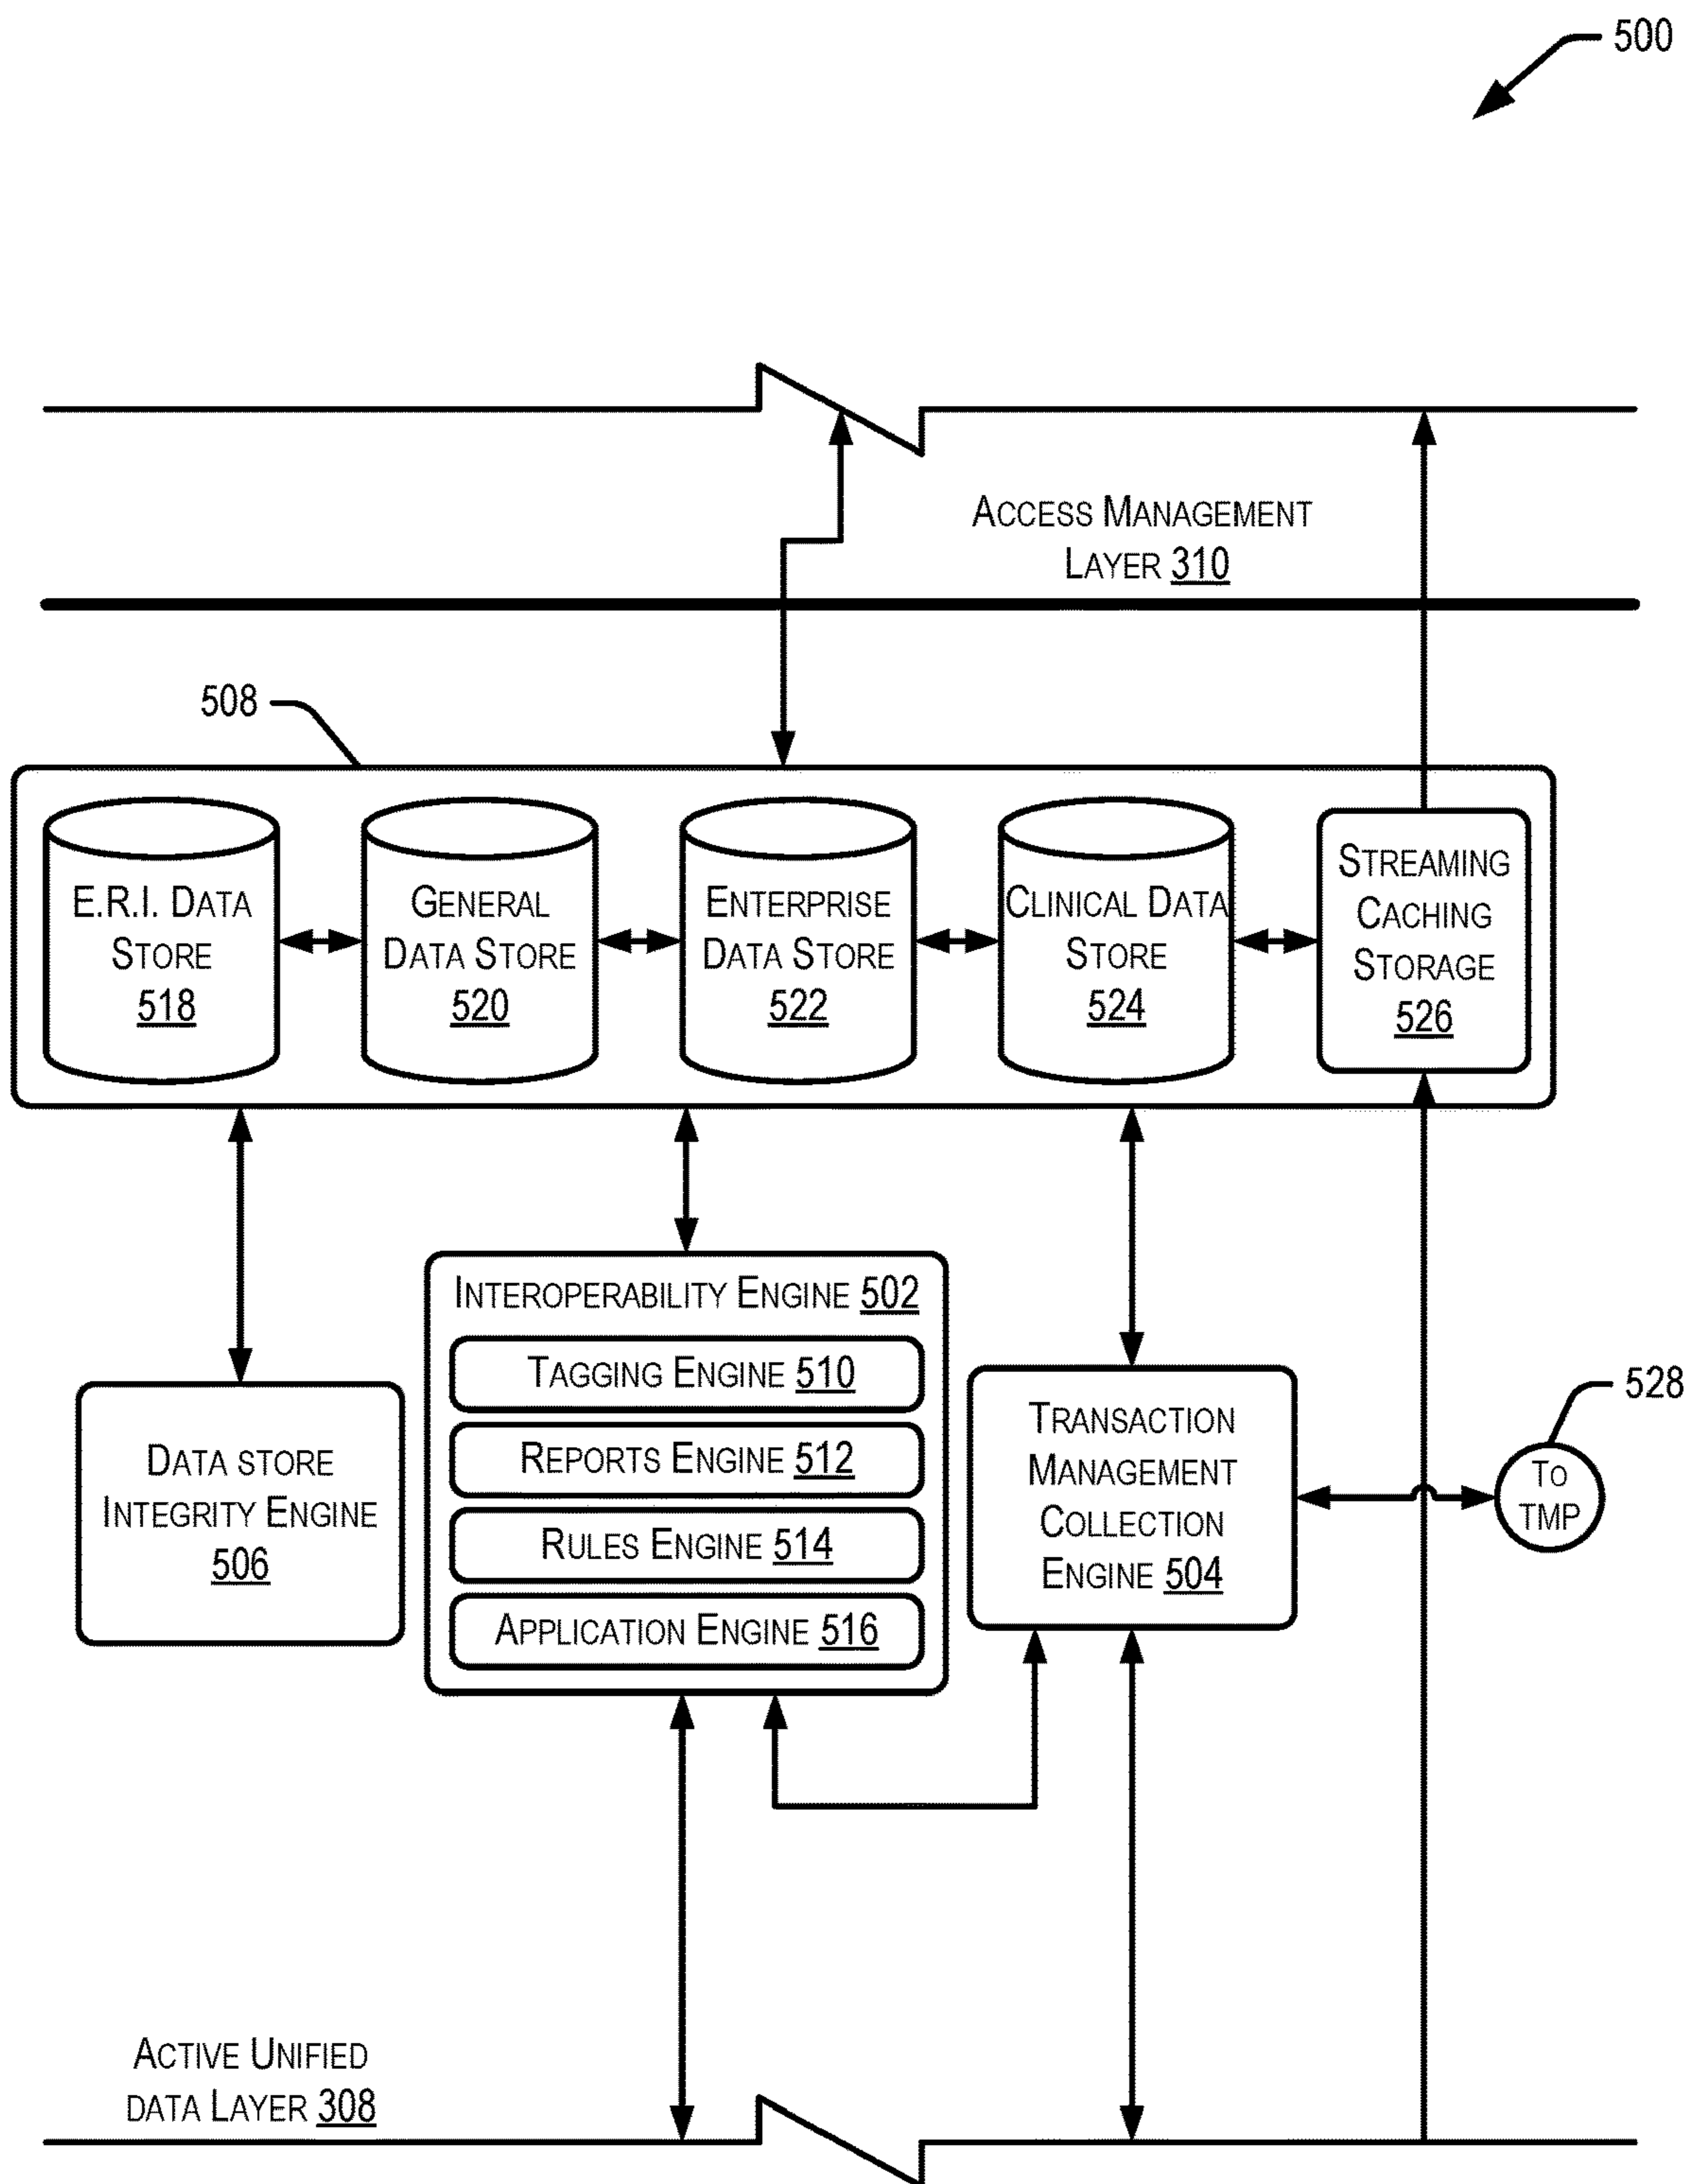 500
ACCESS MANAGEMENT
LAYER 310
508
E.R.I. DATA
STORE
518
GENERAL
DATA STORE
520
ENTERPRISE
DATA STORE
522
CLINICAL DATA
STORE
524
STREAMING
CACHING
STORAGE
526
INTEROPERABILITY ENGINE 502
TAGGING ENGINE 510
REPORTS ENGINE 512
RULES ENGINE 514
APPLICATION ENGINE 516
DATA STORE
INTEGRITY ENGINE
506
TRANSACTION
MANAGEMENT
COLLECTION
ENGINE 504
528
TO
TMP
ACTIVE UNIFIED
DATA LAYER 308